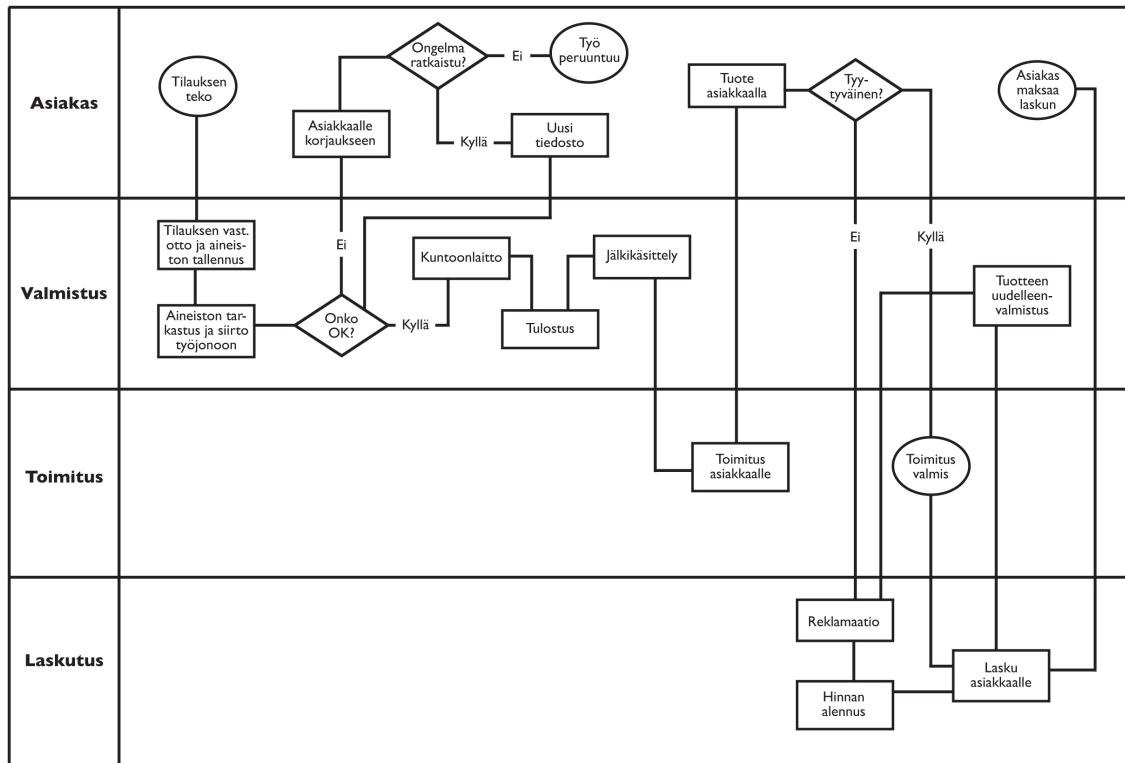 Asiakas
Tilauksen
teko
Ongelma
ratkaistu?
Ei
Työ
peruuntuu
Asiakkaalle
korjaukseen
Kyllä
Uusi
tiedosto
Tuote
asiakkaalla
Tyy-
tyväinen?
Asiakas
maksaa
laskun
Valmistus
Tilauksen vast.
otto ja aineis-
ton tallennus
Aineiston tar-
kastus ja siirto
työjonoon
Ei
Onko
OK?
Kyllä
Kuntoonlaitto
Tulostus
Jälkikäsittely
Ei
Kyllä
Tuotteen
uudelleen-
valmistus
Toimitus
Toimitus
asiakkaalle
Toimitus
valmis
Laskutus
Reklamaatio
Hinnan
alennus
Lasku
asiakkaalle